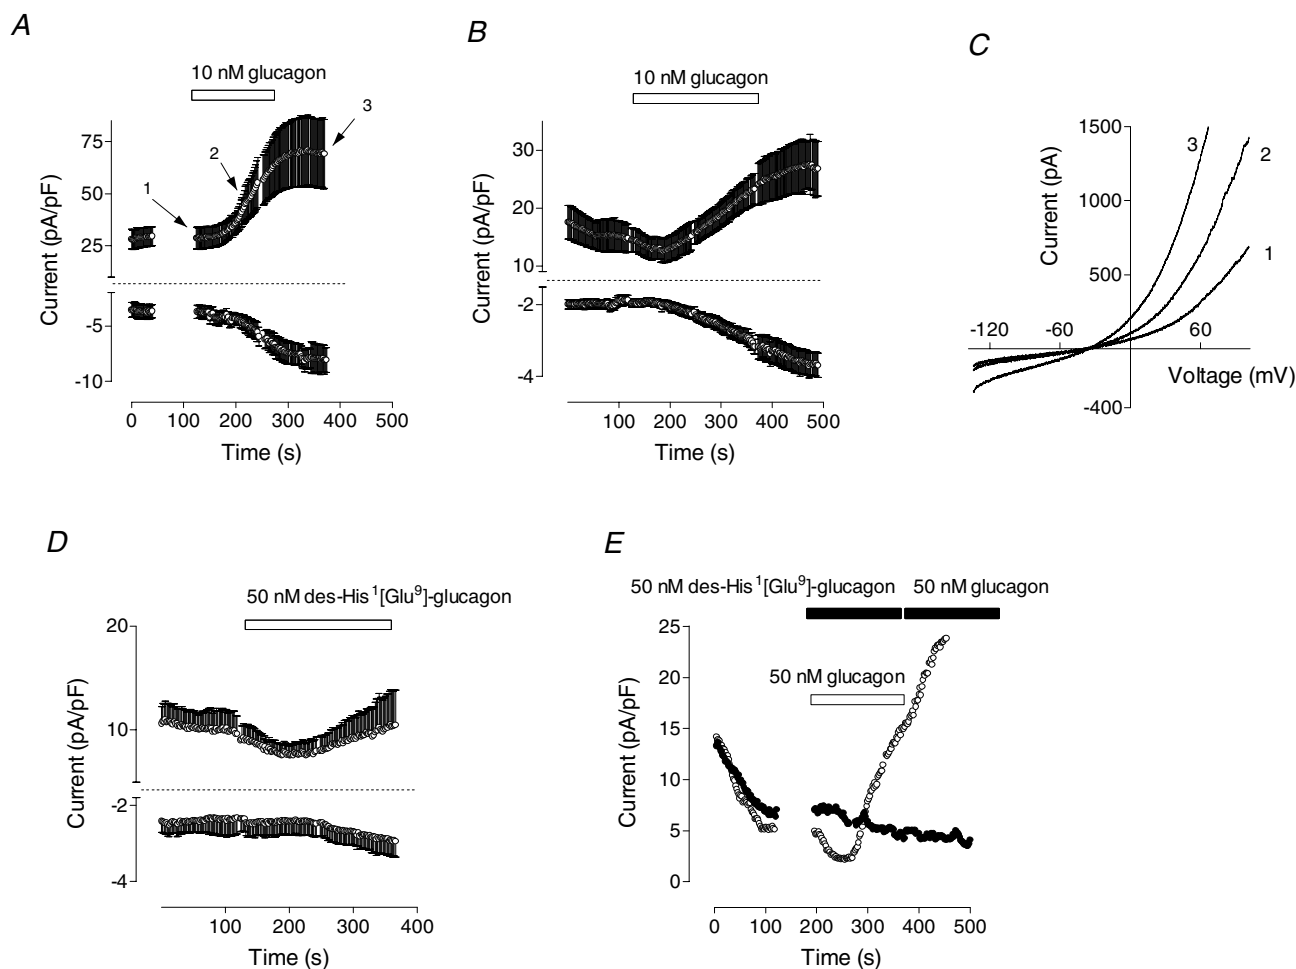 A
10 nM glucagon
1
2
3
75
50
25
-5
-10
Current (pA/pF)
0 100 200 300 400 500
Time (s)
B
10 nM glucagon
30
20
10
-2
-4
Current (pA/pF)
100 200 300 400 500
Time (s)
C
1500
1000
500
-400
Current (pA)
3
2
1
-120 -60 60
Voltage (mV)
D
50 nM des-His1[Glu9]-glucagon
20
10
-2
-4
Current (pA/pF)
100 200 300 400
Time (s)
E
50 nM des-His1[Glu9]-glucagon 50 nM glucagon
50 nM glucagon
25
20
15
10
5
0
Current (pA/pF)
0 100 200 300 400 500
Time (s)